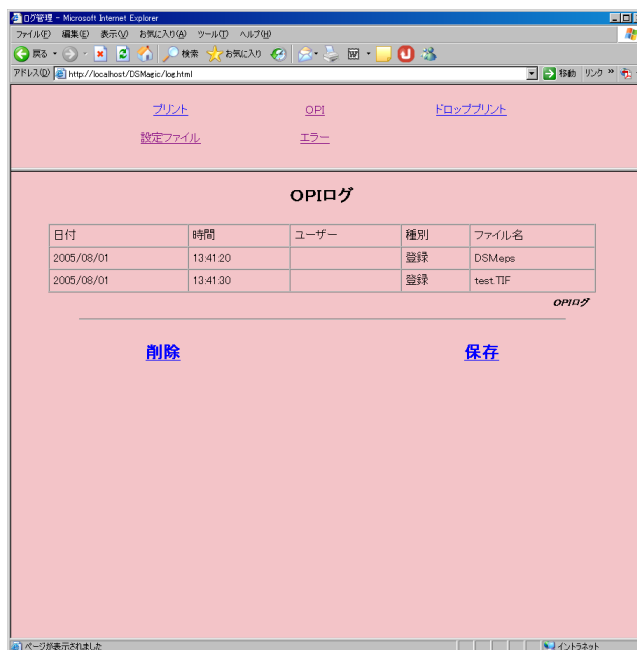 ログ管理 - Microsoft Internet Explorer
ファイル(F) 編集(E) 表示(V) お気に入り(A) ツール(T) ヘルプ(H)
戻る 検索 お気に入り
アドレス(D) http://localhost/DSMagic/log.html 移動 リンク »
プリント OPI ドロッププリント
設定ファイル エラー
OPIログ
日付 時間 ユーザー 種別 ファイル名
2005/08/01 13:41:20 登録 DSM.eps
2005/08/01 13:41:30 登録 test.TIF
OPIログ
削除 保存
ページが表示されました イントラネット